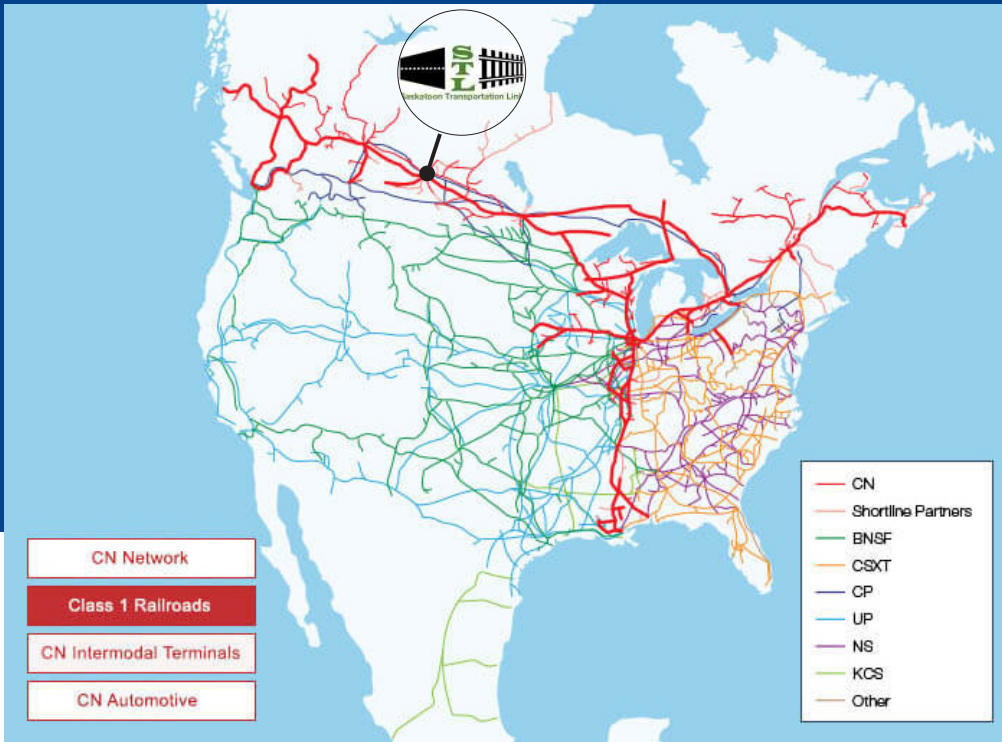 STL
Saskatoon Transportation Link
CN
Shortline Partners
BNSF
CSXT
CP
UP
NS
KCS
Other
CN Network
Class 1 Railroads
CN Intermodal Terminals
CN Automotive